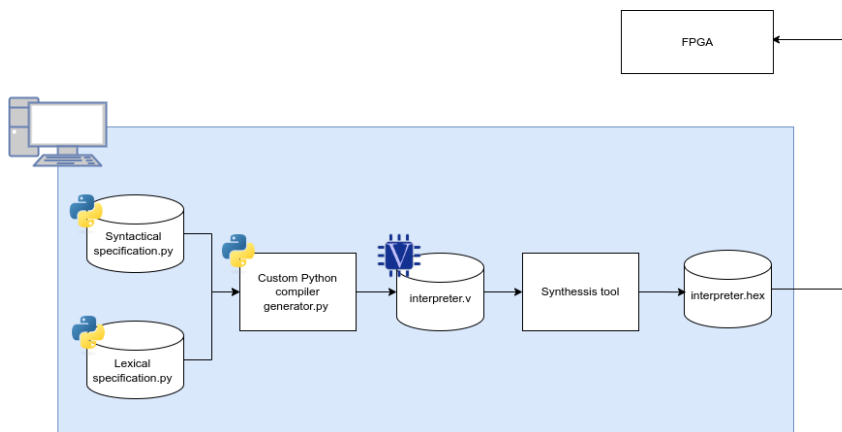 FPGA
Syntactical
specification.py
Custom Python
compiler
generator.py
V
interpreter.v
Synthessis tool
interpreter.hex
Lexical
specification.py